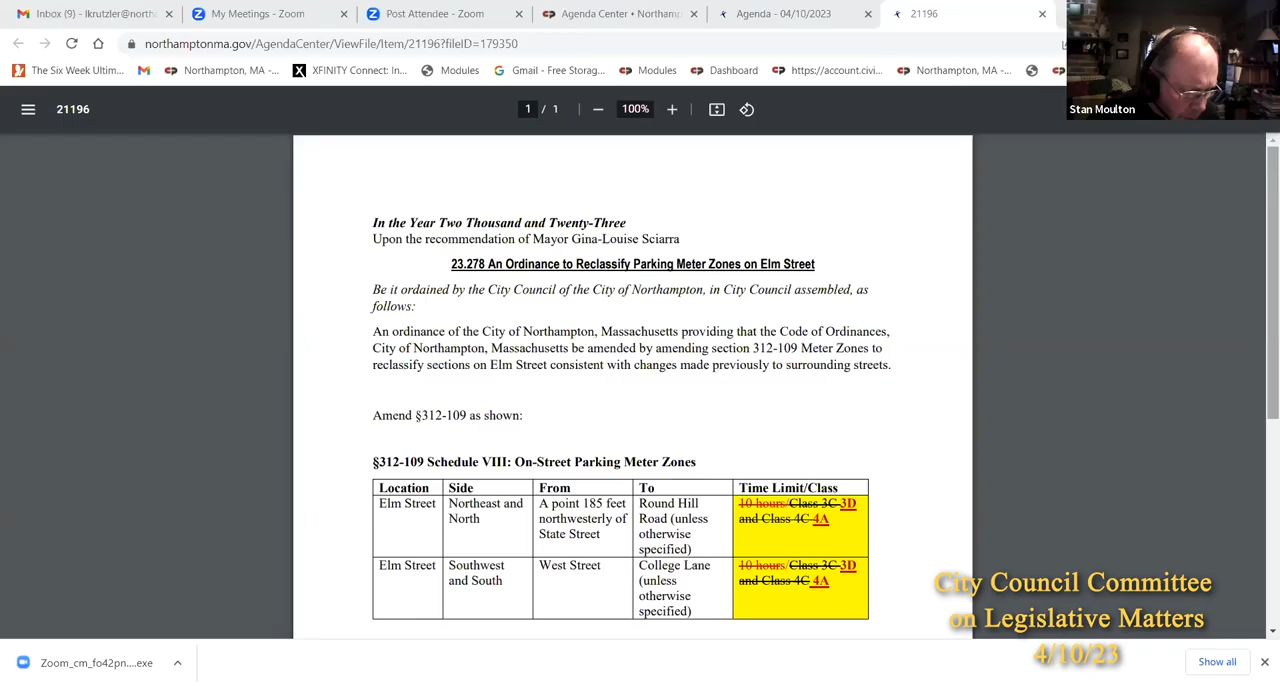 Inbox (9) - lkrutzler@north
My Meetings - Zoom
Post Attendee - Zoom
Agenda Center • Northamp
Agenda - 04/10/2023
21196
northamptonma.gov/AgendaCenter/ViewFile/Item/21196?fileID=179350
The Six Week Ultim...
Northampton, MA -...
XFINITY Connect: In...
Modules
Gmail - Free Storag...
Modules
Dashboard
https://account.civi...
Northampton, MA -...
Stan Moulton
21196
1 / 1
100%
In the Year Two Thousand and Twenty-Three
Upon the recommendation of Mayor Gina-Louise Sciarra
23.278 An Ordinance to Reclassify Parking Meter Zones on Elm Street
Be it ordained by the City Council of the City of Northampton, in City Council assembled, as
follows:
An ordinance of the City of Northampton, Massachusetts providing that the Code of Ordinances,
City of Northampton, Massachusetts be amended by amending section 312-109 Meter Zones to
reclassify sections on Elm Street consistent with changes made previously to surrounding streets.
Amend §312-109 as shown:
§312-109 Schedule VIII: On-Street Parking Meter Zones
Location Side From To Time Limit/Class
Elm Street Northeast and A point 185 feet Round Hill 10 hours/Class 3C 3D
North northwesterly of Road (unless and Class 4C 4A
State Street otherwise
specified)
Elm Street Southwest West Street College Lane 10 hours/Class 3C 3D
and South (unless and Class 4C 4A
otherwise
specified)
City Council Committee
on Legislative Matters
4/10/23
Zoom_cm_fo42pn....exe
Show all